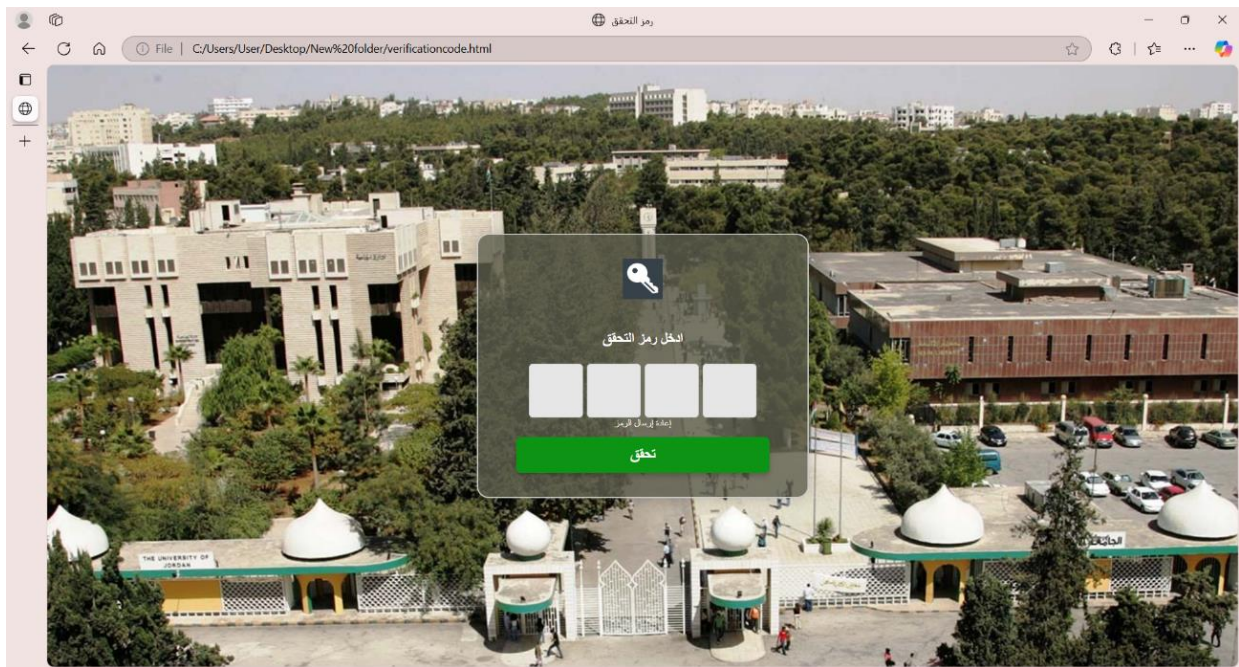 رمز التحقق
File
C:/Users/User/Desktop/New%20folder/verificationcode.html
ادخل رمز التحقق
إعادة إرسال الرمز
تحقق
THE UNIVERSITY OF
JORDAN